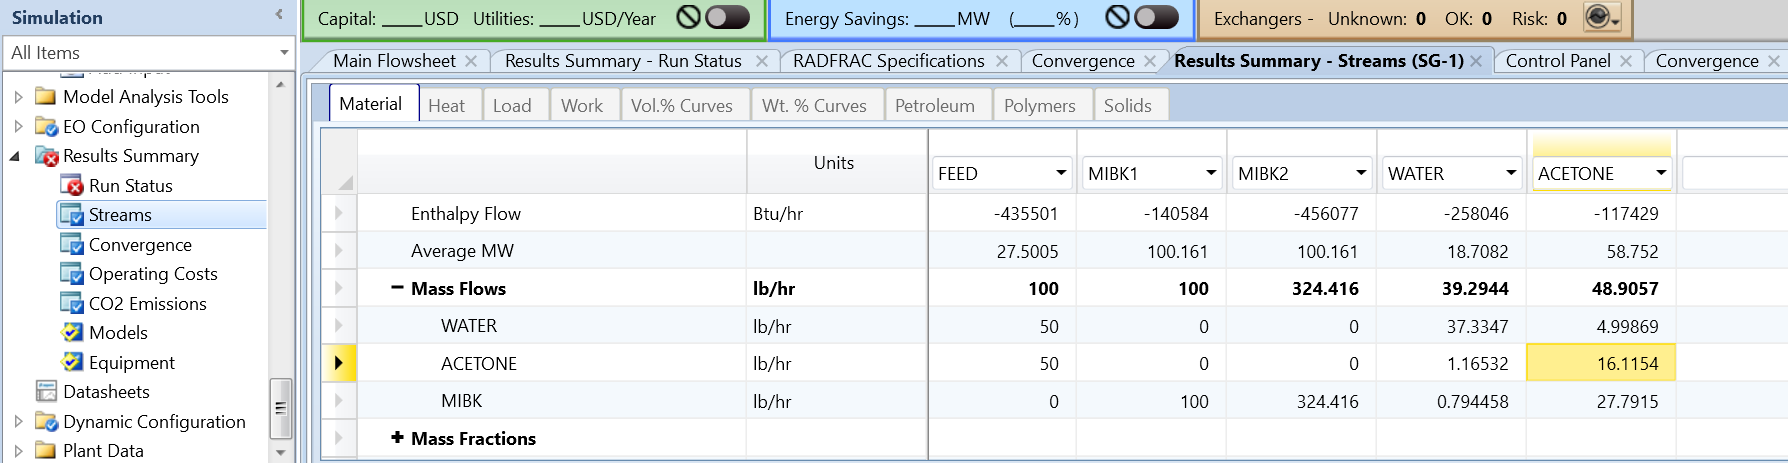 Simulation
All Items
Add Input
Model Analysis Tools
EO Configuration
Results Summary
Run Status
Streams
Convergence
Operating Costs
CO2 Emissions
Models
Equipment
Datasheets
Dynamic Configuration
Plant Data
Capital: ____USD Utilities: ____USD/Year
Energy Savings: ____MW (____%)
Exchangers - Unknown: 0 OK: 0 Risk: 0
Main Flowsheet
Results Summary - Run Status
RADFRAC Specifications
Convergence
Results Summary - Streams (SG-1)
Control Panel
Convergence
Material Heat Load Work Vol.% Curves Wt. % Curves Petroleum Polymers Solids
Units FEED MIBK1 MIBK2 WATER ACETONE
Enthalpy Flow Btu/hr -435501 -140584 -456077 -258046 -117429
Average MW 27.5005 100.161 100.161 18.7082 58.752
− Mass Flows lb/hr 100 100 324.416 39.2944 48.9057
WATER lb/hr 50 0 0 37.3347 4.99869
ACETONE lb/hr 50 0 0 1.16532 16.1154
MIBK lb/hr 0 100 324.416 0.794458 27.7915
+ Mass Fractions